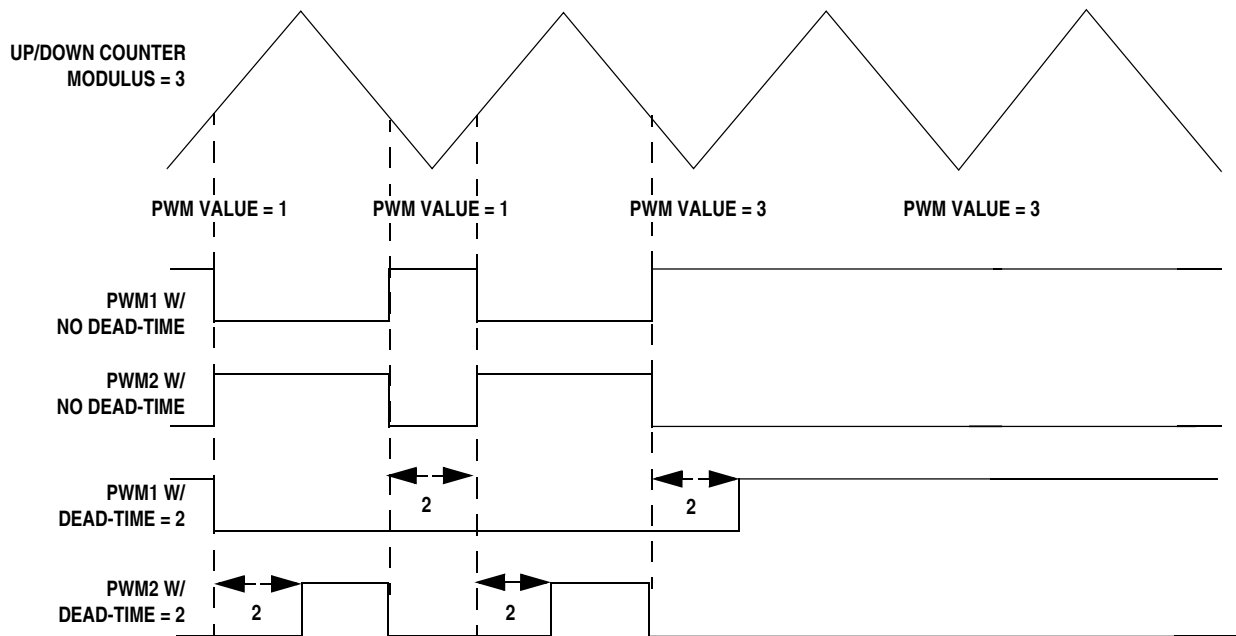 UP/DOWN COUNTER
MODULUS = 3
PWM VALUE = 1 PWM VALUE = 1 PWM VALUE = 3 PWM VALUE = 3
PWM1 W/
NO DEAD-TIME
PWM2 W/
NO DEAD-TIME
PWM1 W/
DEAD-TIME = 2
2 2
PWM2 W/
DEAD-TIME = 2
2 2